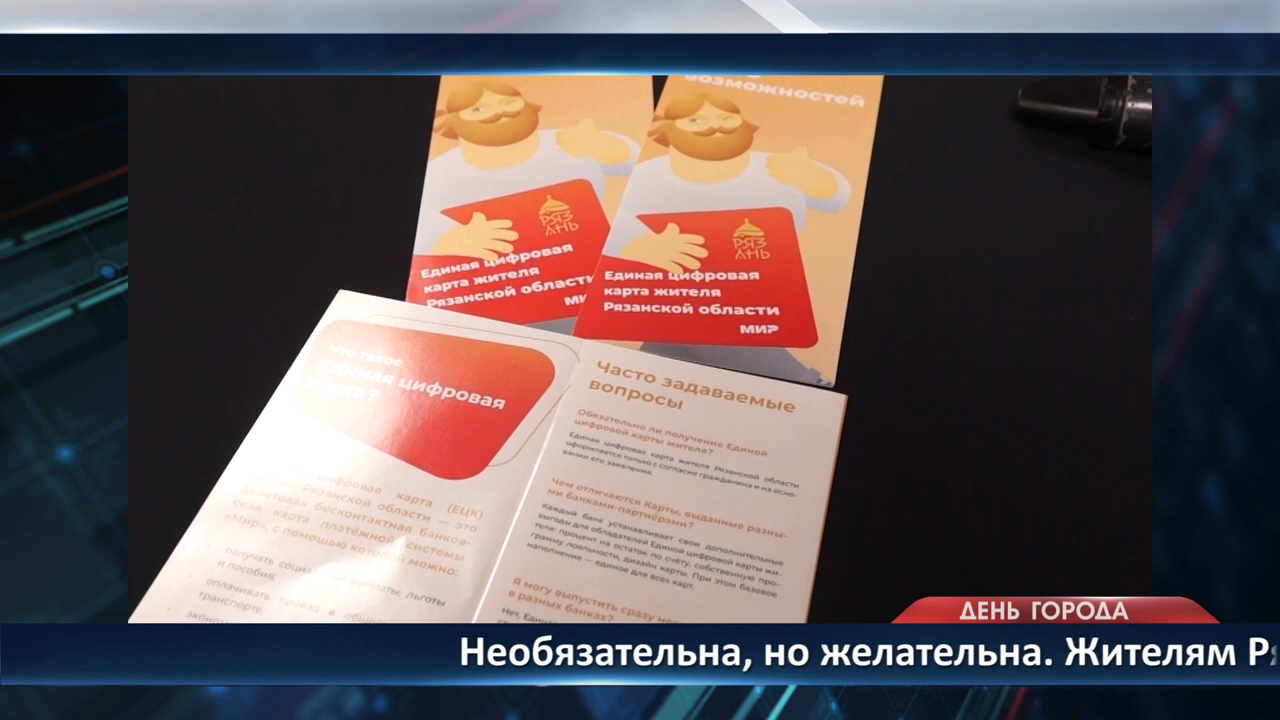 возможностей
РЯЗ
АНЬ
Единая цифровая
карта жителя
Рязанской области
РЯЗ
АНЬ
Единая цифровая
карта жителя
Рязанской области
МИР
Что такое
Единая цифровая
карта?
Часто задаваемые
вопросы
Обязательно ли получение Единой
цифровой карты жителя?
Единая цифровая карта жителя Рязанской области
оформляется только с согласия гражданина и на осно-
вании его заявления.
Чем отличаются Карты, выданные разны-
ми банками-партнёрами?
Каждый банк устанавливает свои дополнительные
выгоды для обладателей Единой цифровой карты жи-
теля: процент на остаток по счёту, собственную про-
грамму лояльности, дизайн карты. При этом базовое
наполнение — единое для всех карт.
Я могу выпустить сразу
в разных банках?
Нет,
цифровая карта (ЕЦК)
Рязанской области — это
бесконтактная банков-
ская карта платёжной системы
«Мир», с помощью которой можно:
получать выплаты, льготы
и пособия;
оплачивать проезд в
транспорте;
ДЕНЬ ГОРОДА
Необязательна, но желательна. Жителям Ря